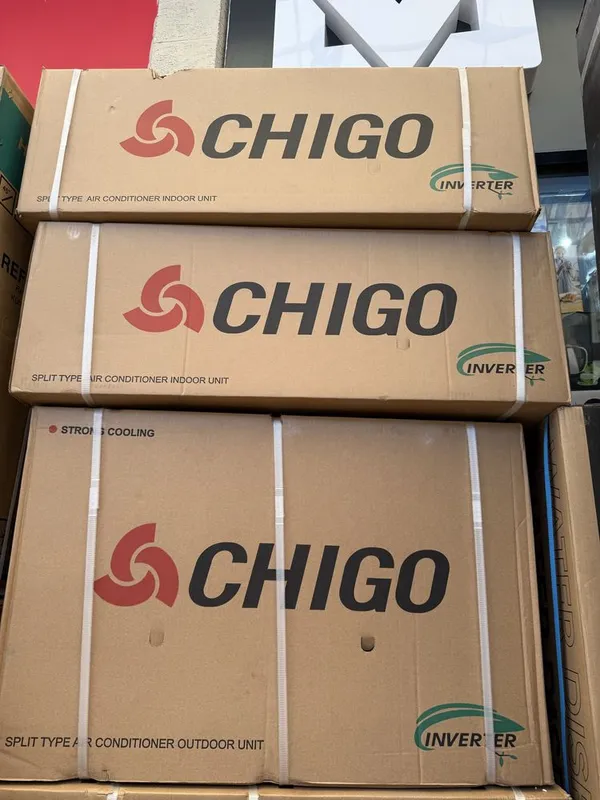 CHIGO
INVERTER
SPLIT TYPE AIR CONDITIONER INDOOR UNIT
CHIGO
INVERTER
SPLIT TYPE AIR CONDITIONER INDOOR UNIT
STRONG COOLING
CHIGO
INVERTER
SPLIT TYPE AIR CONDITIONER OUTDOOR UNIT
WATER